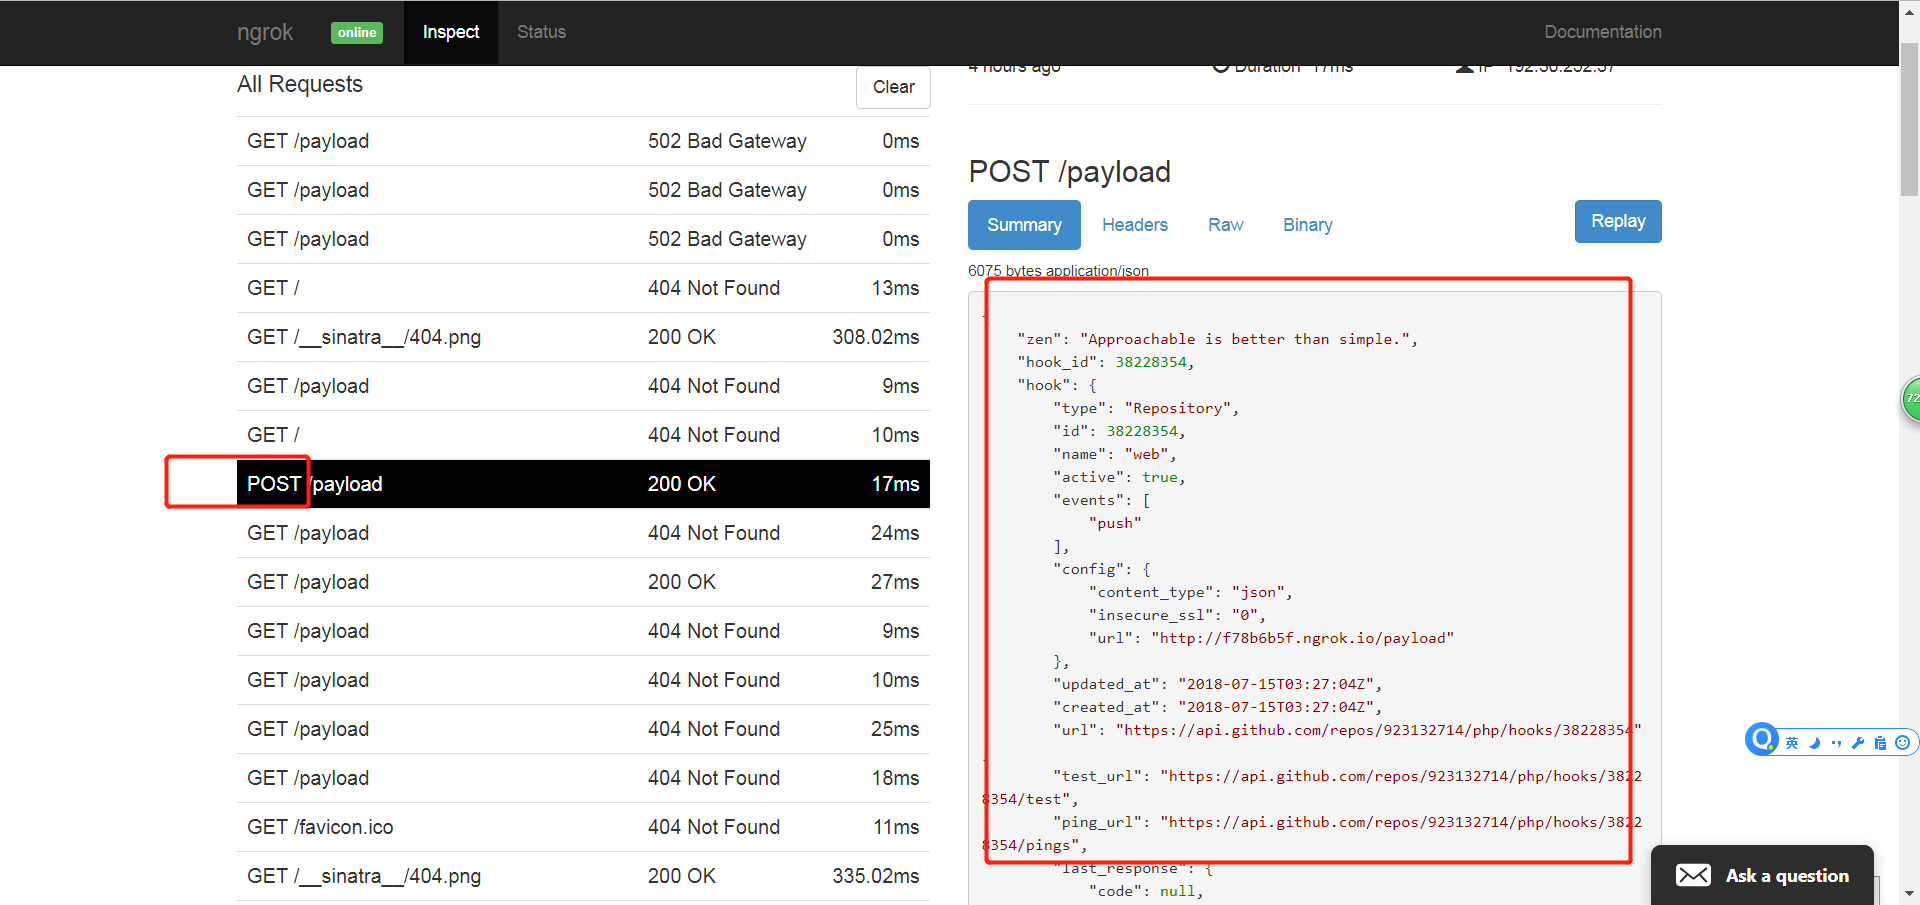 ngrok online Inspect Status Documentation
All Requests Clear
GET /payload 502 Bad Gateway 0ms
GET /payload 502 Bad Gateway 0ms
GET /payload 502 Bad Gateway 0ms
GET / 404 Not Found 13ms
GET /__sinatra__/404.png 200 OK 308.02ms
GET /payload 404 Not Found 9ms
GET / 404 Not Found 10ms
POST /payload 200 OK 17ms
GET /payload 404 Not Found 24ms
GET /payload 200 OK 27ms
GET /payload 404 Not Found 9ms
GET /payload 404 Not Found 10ms
GET /payload 404 Not Found 25ms
GET /payload 404 Not Found 18ms
GET /favicon.ico 404 Not Found 11ms
GET /__sinatra__/404.png 200 OK 335.02ms
4 hours ago Duration 17ms IP 192.30.252.37
POST /payload
Summary Headers Raw Binary Replay
6075 bytes application/json
"zen": "Approachable is better than simple.",
"hook_id": 38228354,
"hook": {
"type": "Repository",
"id": 38228354,
"name": "web",
"active": true,
"events": [
"push"
],
"config": {
"content_type": "json",
"insecure_ssl": "0",
"url": "http://f78b6b5f.ngrok.io/payload"
},
"updated_at": "2018-07-15T03:27:04Z",
"created_at": "2018-07-15T03:27:04Z",
"url": "https://api.github.com/repos/923132714/php/hooks/38228354"
"test_url": "https://api.github.com/repos/923132714/php/hooks/3822
8354/test",
"ping_url": "https://api.github.com/repos/923132714/php/hooks/3822
8354/pings",
"last_response": {
"code": null,
72
英
Ask a question